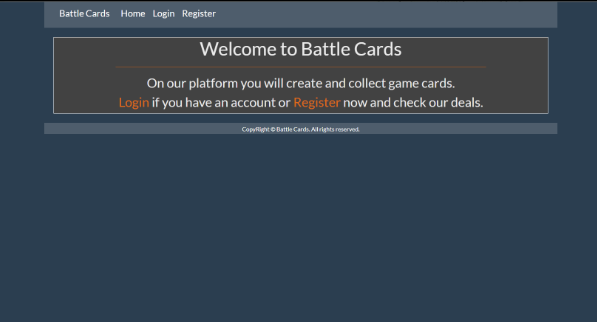 Battle Cards Home Login Register
Welcome to Battle Cards
On our platform you will create and collect game cards.
Login if you have an account or Register now and check our deals.
CopyRight © Battle Cards. All rights reserved.